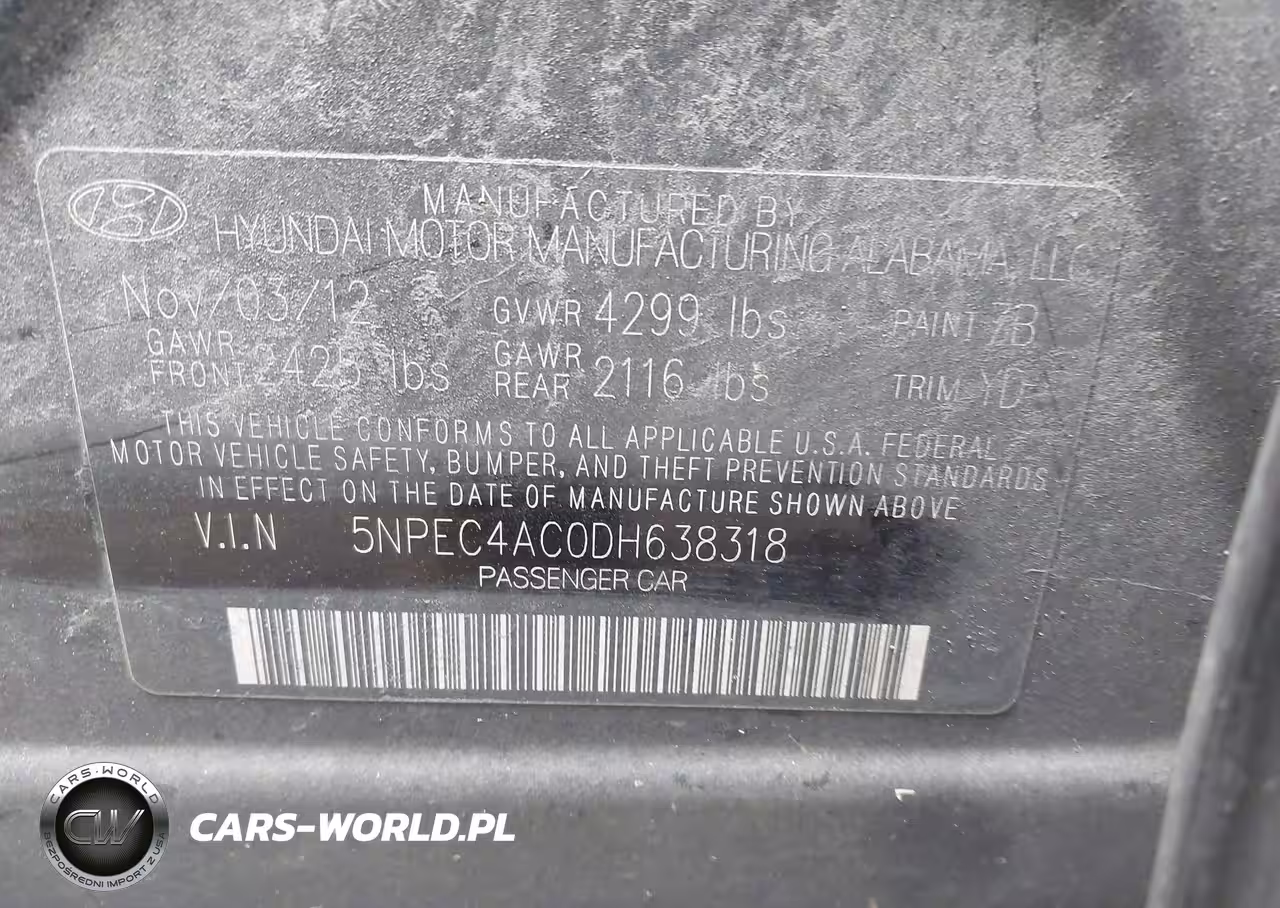 MANUFACTURED BY
HYUNDAI MOTOR MANUFACTURING ALABAMA, LLC
Nov/03/12 GVWR 4299 lbs PAINT ZB
GAWR FRONT 2425 lbs GAWR REAR 2116 lbs TRIM YD
THIS VEHICLE CONFORMS TO ALL APPLICABLE U.S.A. FEDERAL
MOTOR VEHICLE SAFETY, BUMPER, AND THEFT PREVENTION STANDARDS
IN EFFECT ON THE DATE OF MANUFACTURE SHOWN ABOVE
V.I.N 5NPEC4AC0DH638318
PASSENGER CAR
CARS-WORLD
CW
BEZPOŚREDNI IMPORT Z USA
CARS-WORLD.PL